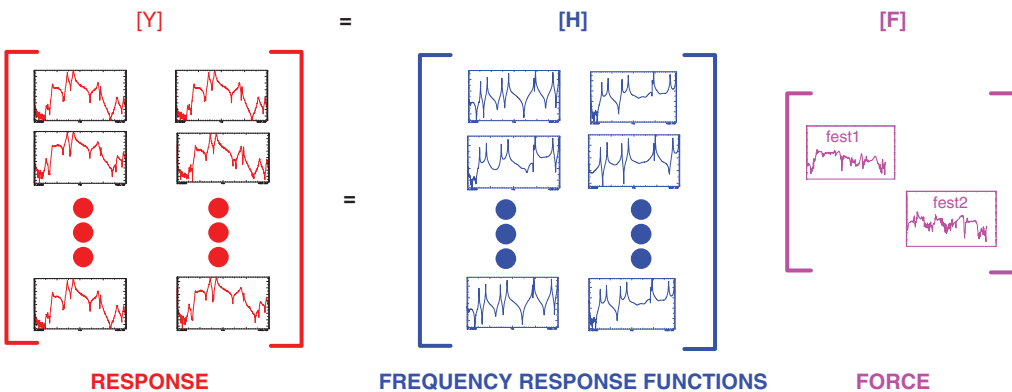 [Y] = [H] [F]
=
fest1
fest2
RESPONSE FREQUENCY RESPONSE FUNCTIONS FORCE